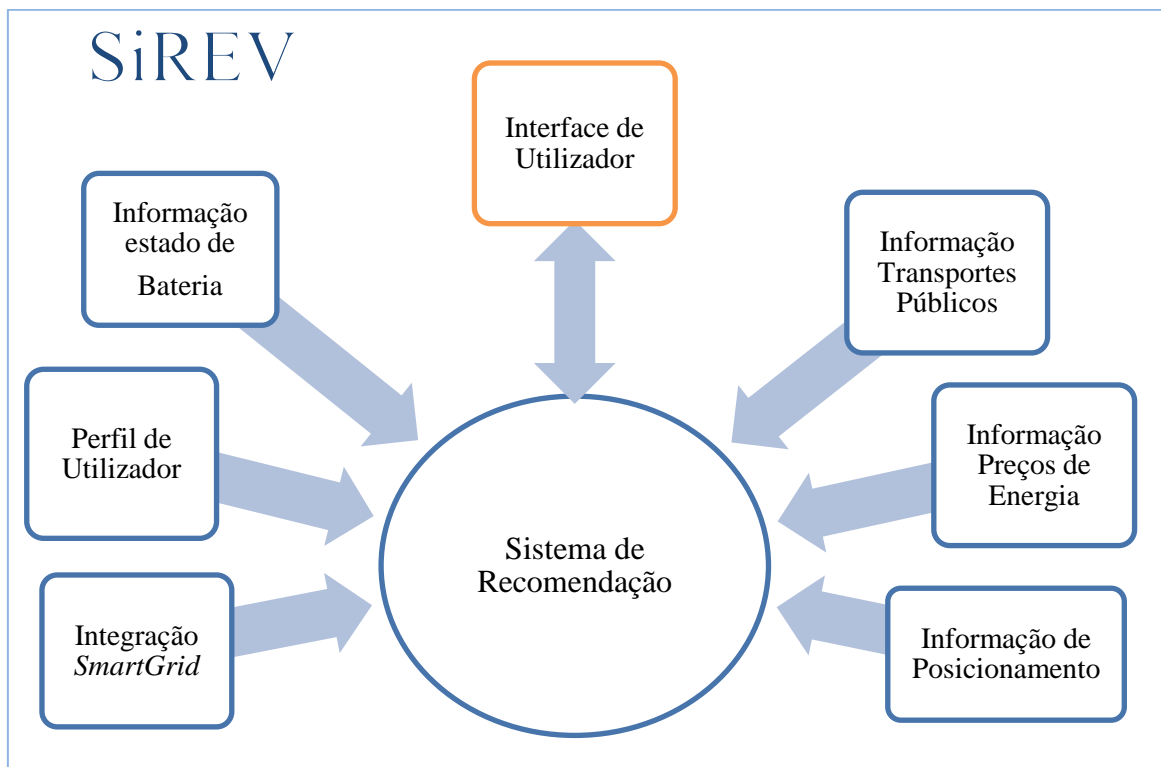 SiREV
Interface de
Utilizador
Informação
estado de
Bateria
Informação
Transportes
Públicos
Perfil de
Utilizador
Informação
Preços de
Energia
Sistema de
Recomendação
Integração
SmartGrid
Informação de
Posicionamento